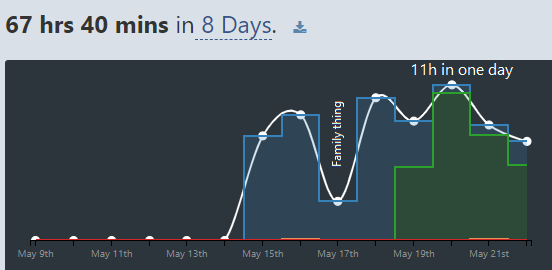 67 hrs 40 mins in 8 Days.
11h in one day
Family thing
May 9th
May 11th
May 13th
May 15th
May 17th
May 19th
May 21st